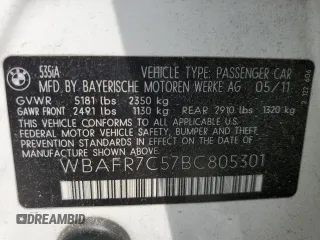 BMW
535iA VEHICLE TYPE: PASSENGER CAR
MFD. BY BAYERISCHE MOTOREN WERKE AG 05/11
GVWR 5181 lbs 2350 kg
GAWR FRONT 2491 lbs 1130 kg REAR 2910 lbs 1320 kg
THIS VEHICLE CONFORMS TO ALL APPLICABLE FEDERAL MOTOR VEHICLE SAFETY, BUMPER, AND THEFT PREVENTION STANDARDS IN EFFECT ON THE DATE OF MANUFACTURE SHOWN ABOVE.
WBAFR7C57BC805301
DREAMBID